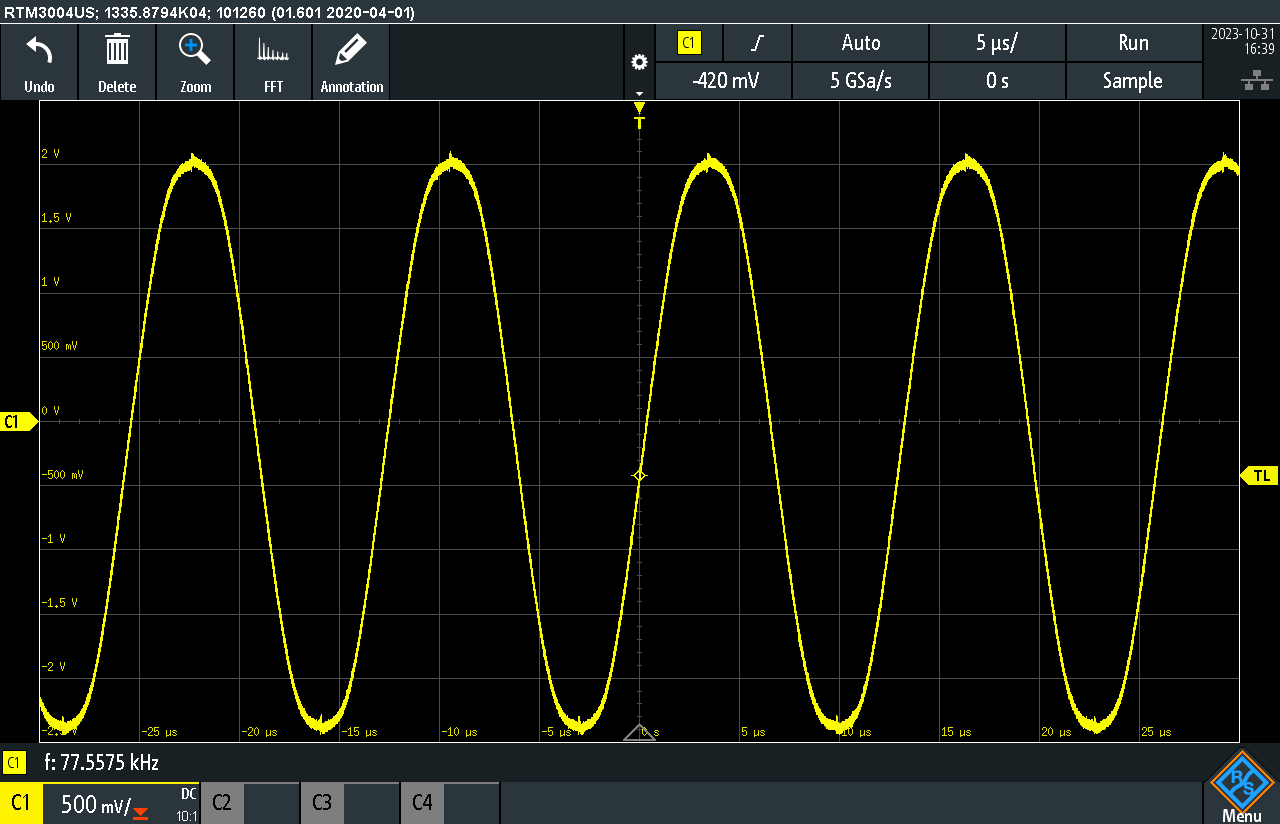 RTM3004US; 1335.8794K04; 101260 (01.601 2020-04-01)
Undo Delete Zoom FFT Annotation
C1 Auto 5 µs/ Run
-420 mV 5 GSa/s 0 s Sample
2023-10-31
16:39
T
2 V
1.5 V
1 V
500 mV
0 V
C1
-500 mV
TL
-1 V
-1.5 V
-2 V
-25 µs -20 µs -15 µs -10 µs -5 µs 0 s 5 µs 10 µs 15 µs 20 µs 25 µs
C1 f: 77.5575 kHz
C1 500 mV/ DC 10:1 C2 C3 C4
R S
Menu